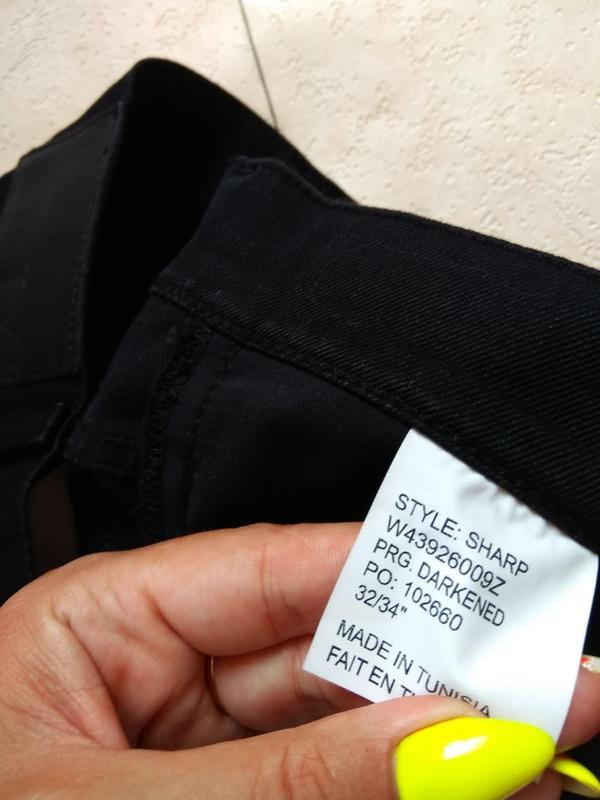 STYLE: SHARP
W43926009Z
PRG. DARKENED
PO: 102660
32/34"
MADE IN TUNISIA
FAIT EN